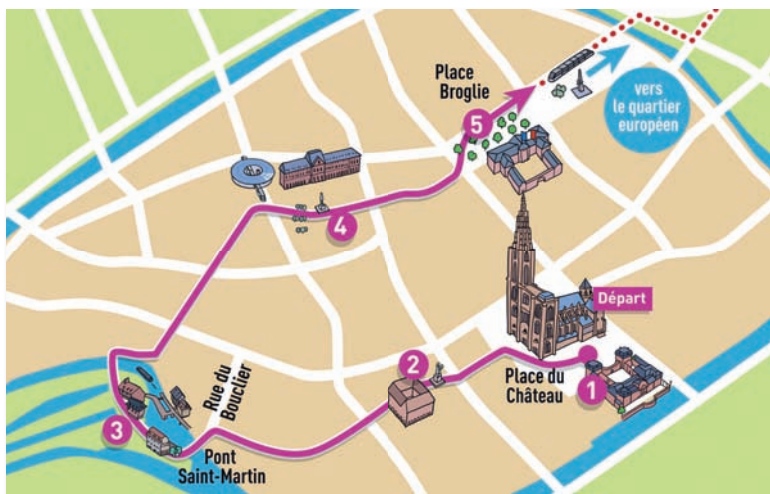 Place
Broglie
vers
le quartier
européen
5
4
Départ
2
1
Place du
Château
Rue du
Bouclier
3
Pont
Saint-Martin